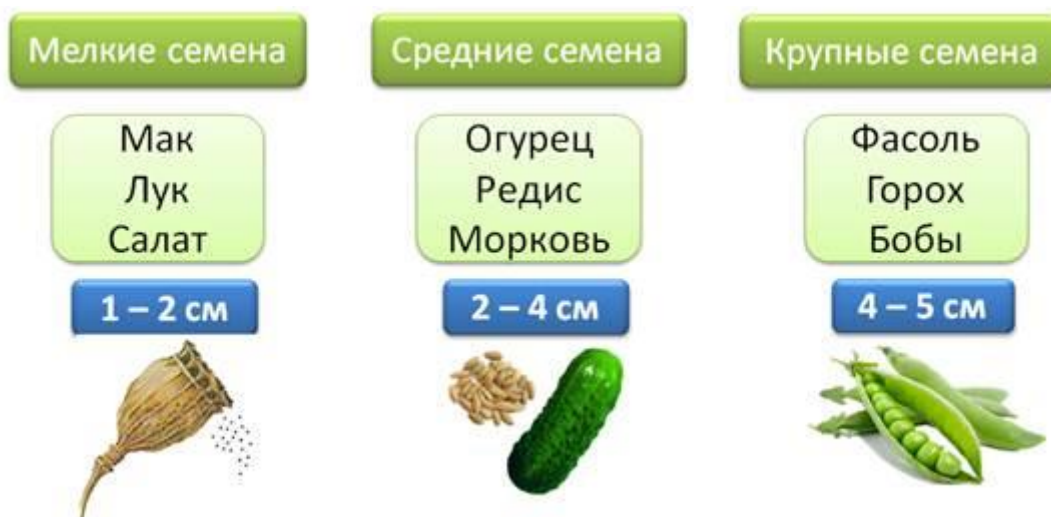 Мелкие семена
Мак
Лук
Салат
1 – 2 см
Средние семена
Огурец
Редис
Морковь
2 – 4 см
Крупные семена
Фасоль
Горох
Бобы
4 – 5 см